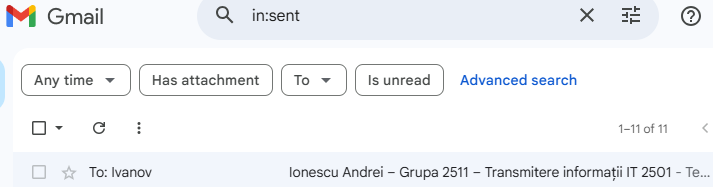 Gmail
in:sent
Any time
Has attachment
To
Is unread
Advanced search
1–11 of 11
To: Ivanov
Ionescu Andrei – Grupa 2511 – Transmitere informații IT 2501 - Te...